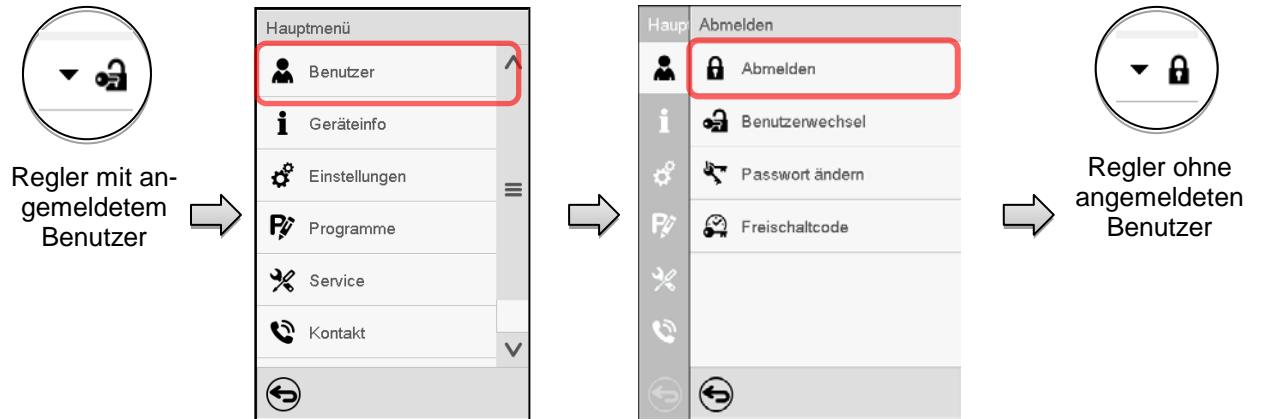 Regler mit an-
gemeldetem
Benutzer
Hauptmenü
Benutzer
Geräteinfo
Einstellungen
Programme
Service
Kontakt
Haup
Abmelden
Abmelden
Benutzerwechsel
Passwort ändern
Freischaltcode
Regler ohne
angemeldeten
Benutzer